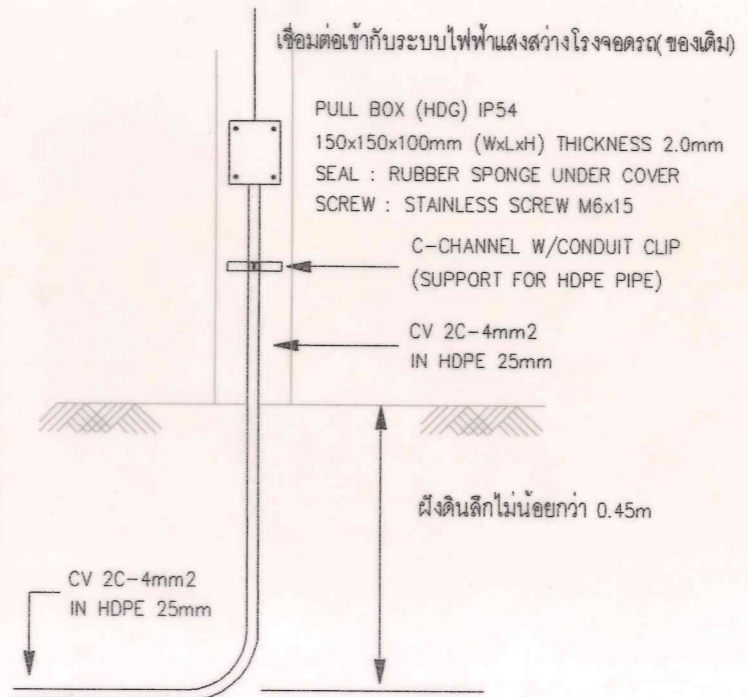 เชื่อมต่อเข้ากับระบบไฟฟ้าแสงสว่างโรงจอดรถ(ของเดิม)
PULL BOX (HDG) IP54
150x150x100mm (WxLxH) THICKNESS 2.0mm
SEAL : RUBBER SPONGE UNDER COVER
SCREW : STAINLESS SCREW M6x15
C-CHANNEL W/CONDUIT CLIP
(SUPPORT FOR HDPE PIPE)
CV 2C-4mm2
IN HDPE 25mm
ฝังดินลึกไม่น้อยกว่า 0.45m
CV 2C-4mm2
IN HDPE 25mm